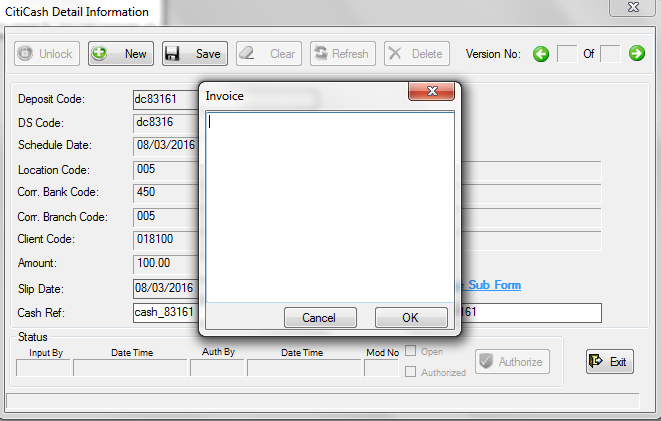 CitiCash Detail Information
Unlock New Save Clear Refresh Delete Version No: Of
Invoice
Deposit Code: dc83161
DS Code: dc8316
Schedule Date: 08/03/2016
Location Code: 005
Corr. Bank Code: 450
Corr. Branch Code: 005
Client Code: 018100
Amount: 100.00
Slip Date: 08/03/2016 Sub Form
Cash Ref: cash_83161 161
Cancel OK
Status
Input By Date Time Auth By Date Time Mod No Open
Authorized
Authorize Exit